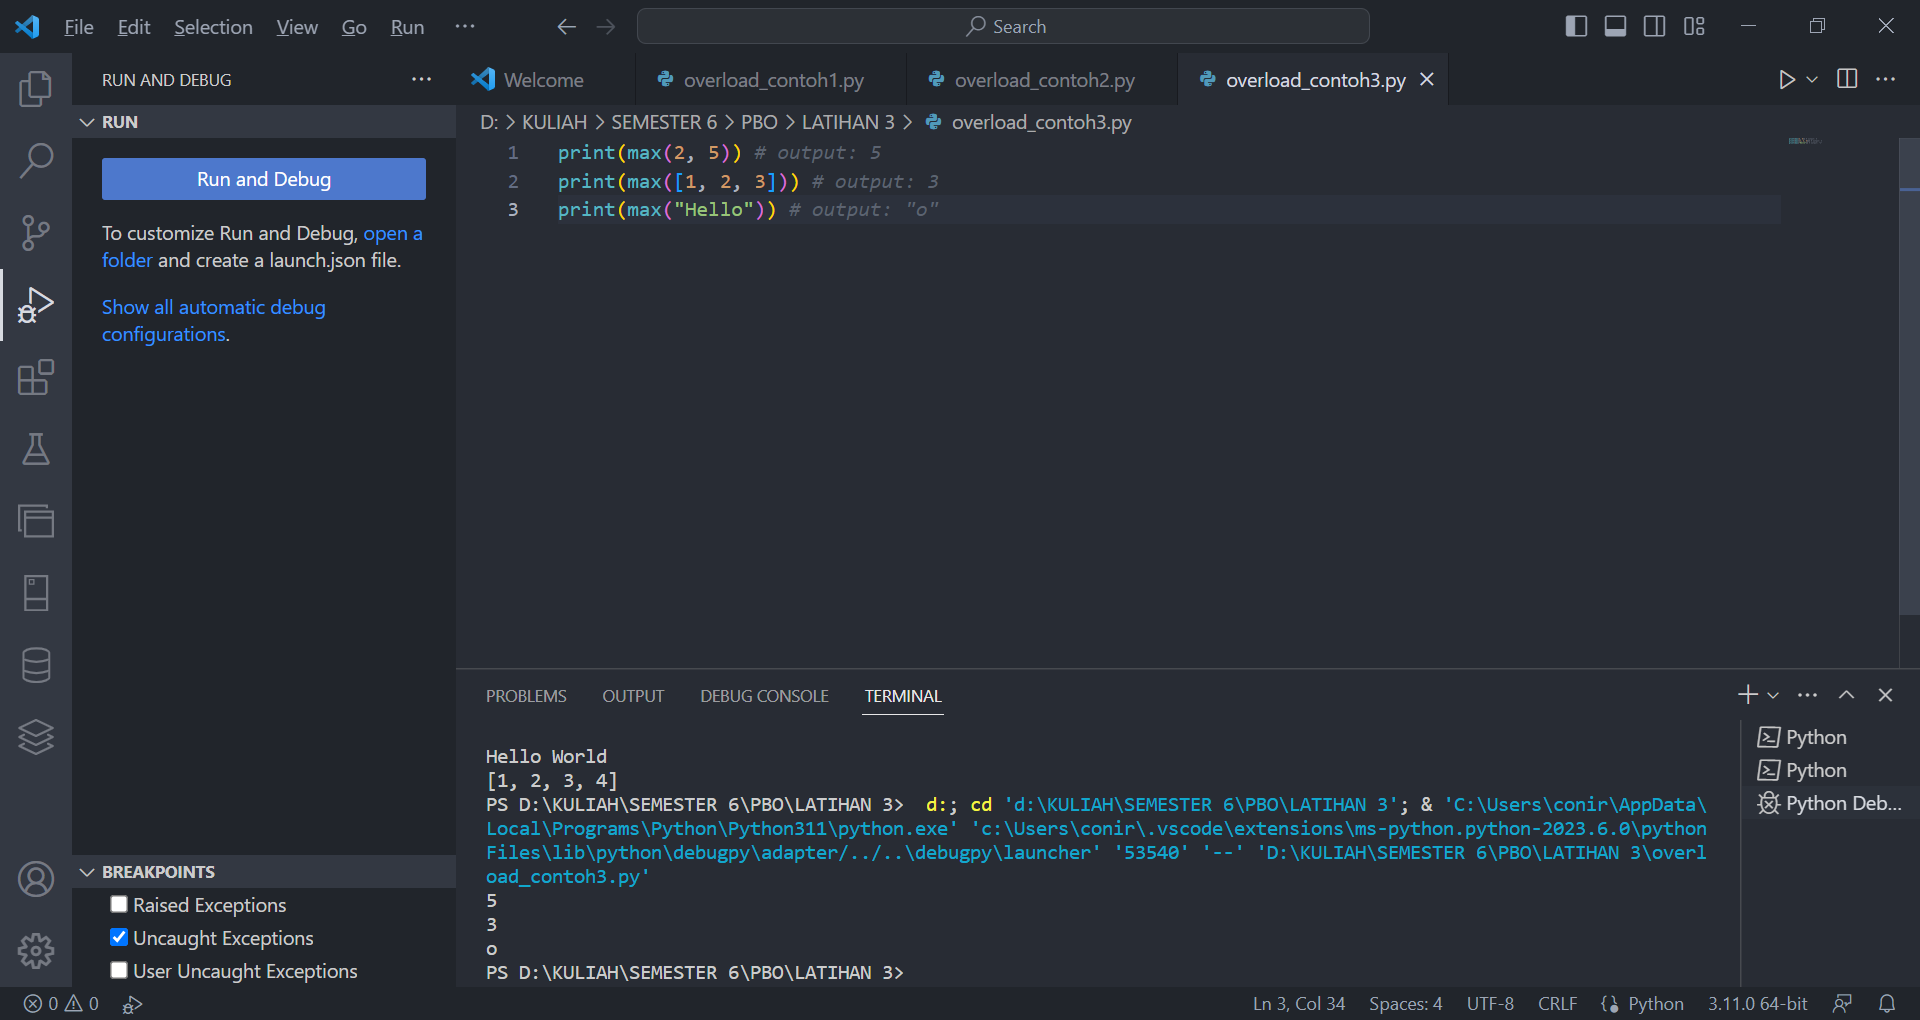 File Edit Selection View Go Run ··· Search
RUN AND DEBUG ···
Welcome overload_contoh1.py overload_contoh2.py overload_contoh3.py
RUN
D: > KULIAH > SEMESTER 6 > PBO > LATIHAN 3 > overload_contoh3.py
Run and Debug
To customize Run and Debug, open a
folder and create a launch.json file.
Show all automatic debug
configurations.
1 print(max(2, 5)) # output: 5
2 print(max([1, 2, 3])) # output: 3
3 print(max("Hello")) # output: "o"
PROBLEMS OUTPUT DEBUG CONSOLE TERMINAL
Hello World
[1, 2, 3, 4]
PS D:\KULIAH\SEMESTER 6\PBO\LATIHAN 3>  d:; cd 'd:\KULIAH\SEMESTER 6\PBO\LATIHAN 3'; & 'C:\Users\conir\AppData\
Local\Programs\Python\Python311\python.exe' 'c:\Users\conir\.vscode\extensions\ms-python.python-2023.6.0\python
Files\lib\python\debugpy\adapter/../..\debugpy\launcher' '53540' '--' 'D:\KULIAH\SEMESTER 6\PBO\LATIHAN 3\overl
oad_contoh3.py'
5
3
o
PS D:\KULIAH\SEMESTER 6\PBO\LATIHAN 3>
Python
Python
Python Deb...
BREAKPOINTS
Raised Exceptions
Uncaught Exceptions
User Uncaught Exceptions
0 0
Ln 3, Col 34 Spaces: 4 UTF-8 CRLF Python 3.11.0 64-bit